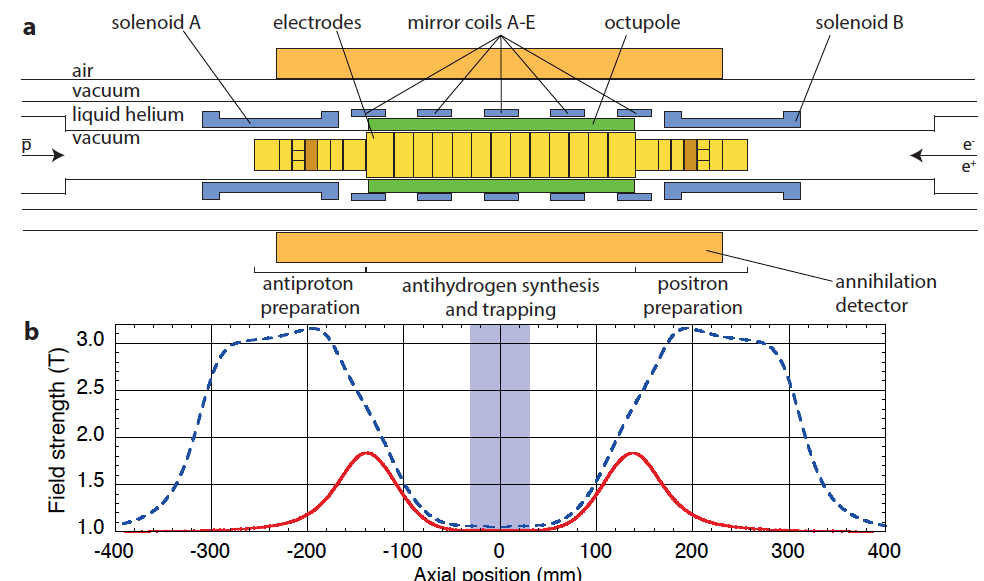 a
solenoid A electrodes mirror coils A-E octupole solenoid B
air
vacuum
liquid helium
vacuum
p̅
e⁻
e⁺
antiproton preparation
antihydrogen synthesis and trapping
positron preparation
annihilation detector
b
Field strength (T)
3.0
2.5
2.0
1.5
1.0
-400 -300 -200 -100 0 100 200 300 400
Axial position (mm)